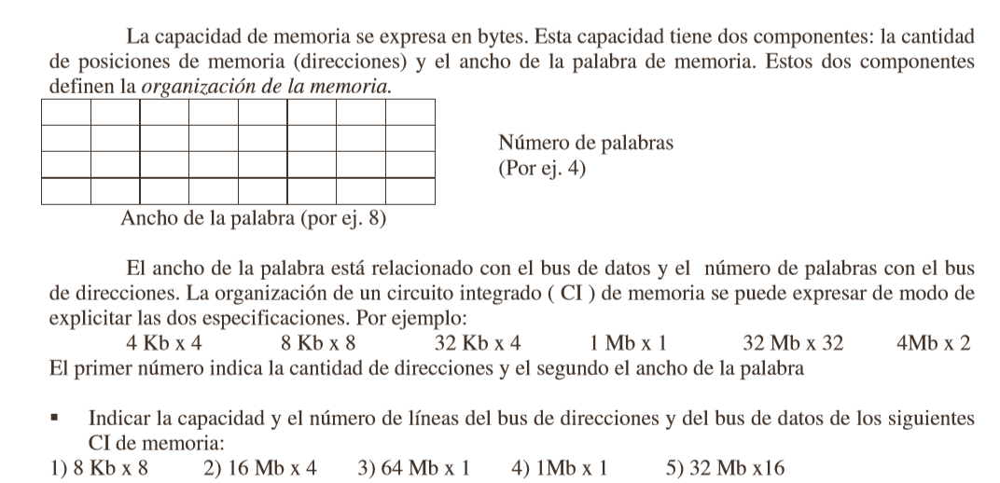 La capacidad de memoria se expresa en bytes. Esta capacidad tiene dos componentes: la cantidad
de posiciones de memoria (direcciones) y el ancho de la palabra de memoria. Estos dos componentes
definen la organización de la memoria.
Número de palabras
(Por ej. 4)
Ancho de la palabra (por ej. 8)
El ancho de la palabra está relacionado con el bus de datos y el número de palabras con el bus
de direcciones. La organización de un circuito integrado ( CI ) de memoria se puede expresar de modo de
explicitar las dos especificaciones. Por ejemplo:
4 Kb x 4 8 Kb x 8 32 Kb x 4 1 Mb x 1 32 Mb x 32 4Mb x 2
El primer número indica la cantidad de direcciones y el segundo el ancho de la palabra
▪ Indicar la capacidad y el número de líneas del bus de direcciones y del bus de datos de los siguientes
CI de memoria:
1) 8 Kb x 8 2) 16 Mb x 4 3) 64 Mb x 1 4) 1Mb x 1 5) 32 Mb x16